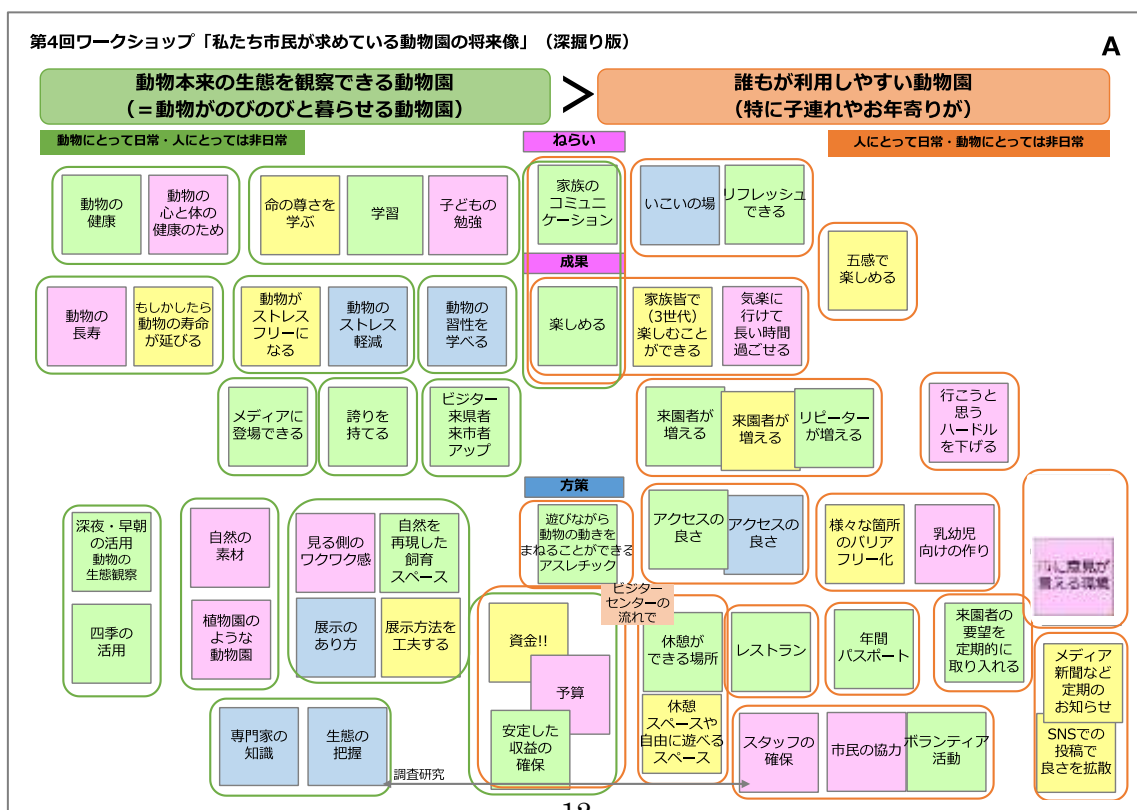 第4回ワークショップ「私たち市民が求めている動物園の将来像」（深掘り版）
A
動物本来の生態を観察できる動物園
（＝動物がのびのびと暮らせる動物園）
>
誰もが利用しやすい動物園
（特に子連れやお年寄りが）
動物にとって日常・人にとっては非日常
ねらい
人にとって日常・動物にとっては非日常
動物の
健康
動物の
心と体の
健康のため
命の尊さを
学ぶ
学習
子どもの
勉強
家族の
コミュニ
ケーション
いこいの場
リフレッシュ
できる
五感で
楽しめる
成果
動物の
長寿
もしかしたら
動物の寿命
が延びる
動物が
ストレス
フリーに
なる
動物の
ストレス
軽減
動物の
習性を
学べる
楽しめる
家族皆で
（3世代）
楽しむこと
ができる
気楽に
行けて
長い時間
過ごせる
メディアに
登場できる
誇りを
持てる
ビジター
来県者
来市者
アップ
来園者が
増える
来園者が
増える
リピーター
が増える
行こうと
思う
ハードル
を下げる
方策
深夜・早朝
の活用
動物の
生態観察
四季の
活用
自然の
素材
植物園の
ような
動物園
見る側の
ワクワク感
自然を
再現した
飼育
スペース
展示の
あり方
展示方法を
工夫する
遊びながら
動物の動きを
まねることができる
アスレチック
アクセスの
良さ
アクセスの
良さ
様々な箇所
のバリア
フリー化
乳幼児
向けの作り
に意見が
言える環境
ビジター
センターの
流れで
資金!!
予算
安定した
収益の
確保
休憩が
できる場所
休憩
スペースや
自由に遊べる
スペース
レストラン
年間
パスポート
来園者の
要望を
定期的に
取り入れる
メディア
新聞など
定期の
お知らせ
SNSでの
投稿で
良さを拡散
専門家の
知識
生態の
把握
調査研究
スタッフの
確保
市民の協力
ボランティア
活動